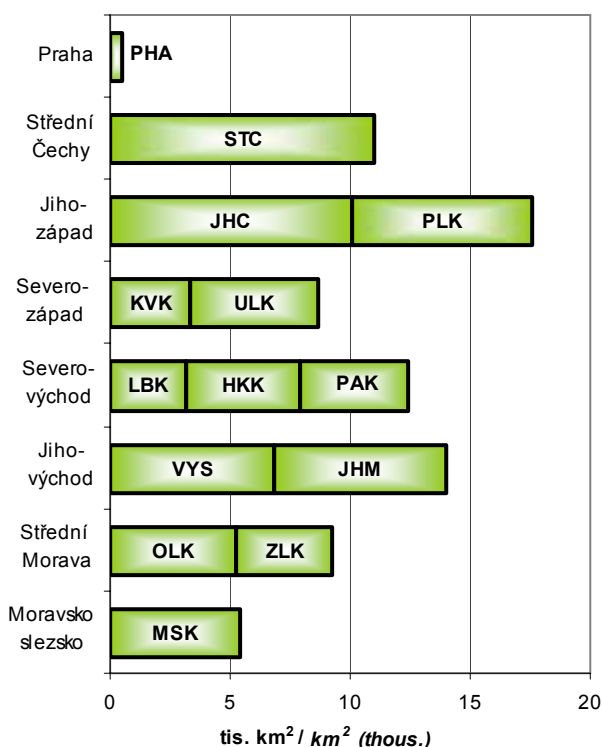 Praha
PHA
Střední
Čechy
STC
Jiho-
západ
JHC
PLK
Severo-
západ
KVK
ULK
Severo-
východ
LBK
HKK
PAK
Jiho-
východ
VYS
JHM
Střední
Morava
OLK
ZLK
Moravsko
slezsko
MSK
0 5 10 15 20
tis. km² / km² (thous.)